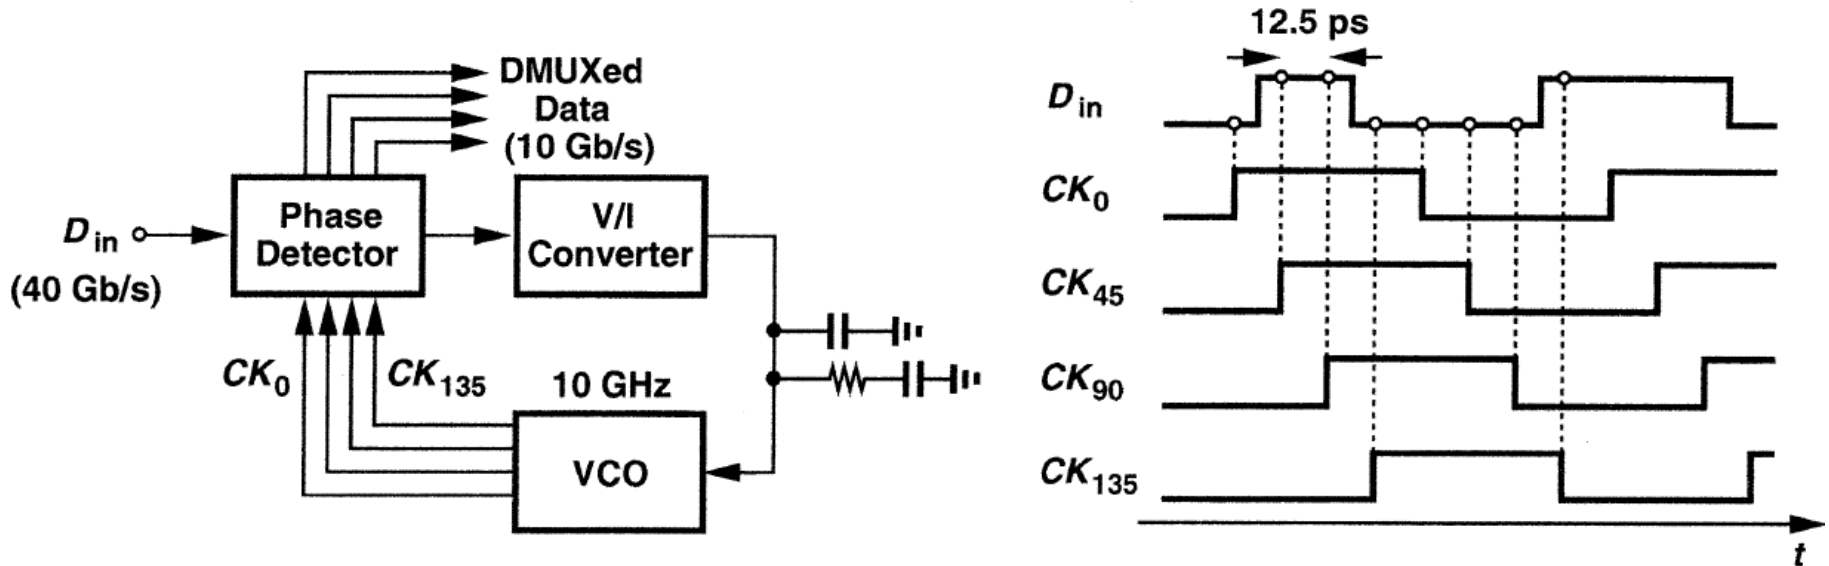 DMUXed
Data
(10 Gb/s)
D in
(40 Gb/s)
Phase
Detector
V/I
Converter
CK0
CK135
10 GHz
VCO
12.5 ps
D in
CK0
CK45
CK90
CK135
t